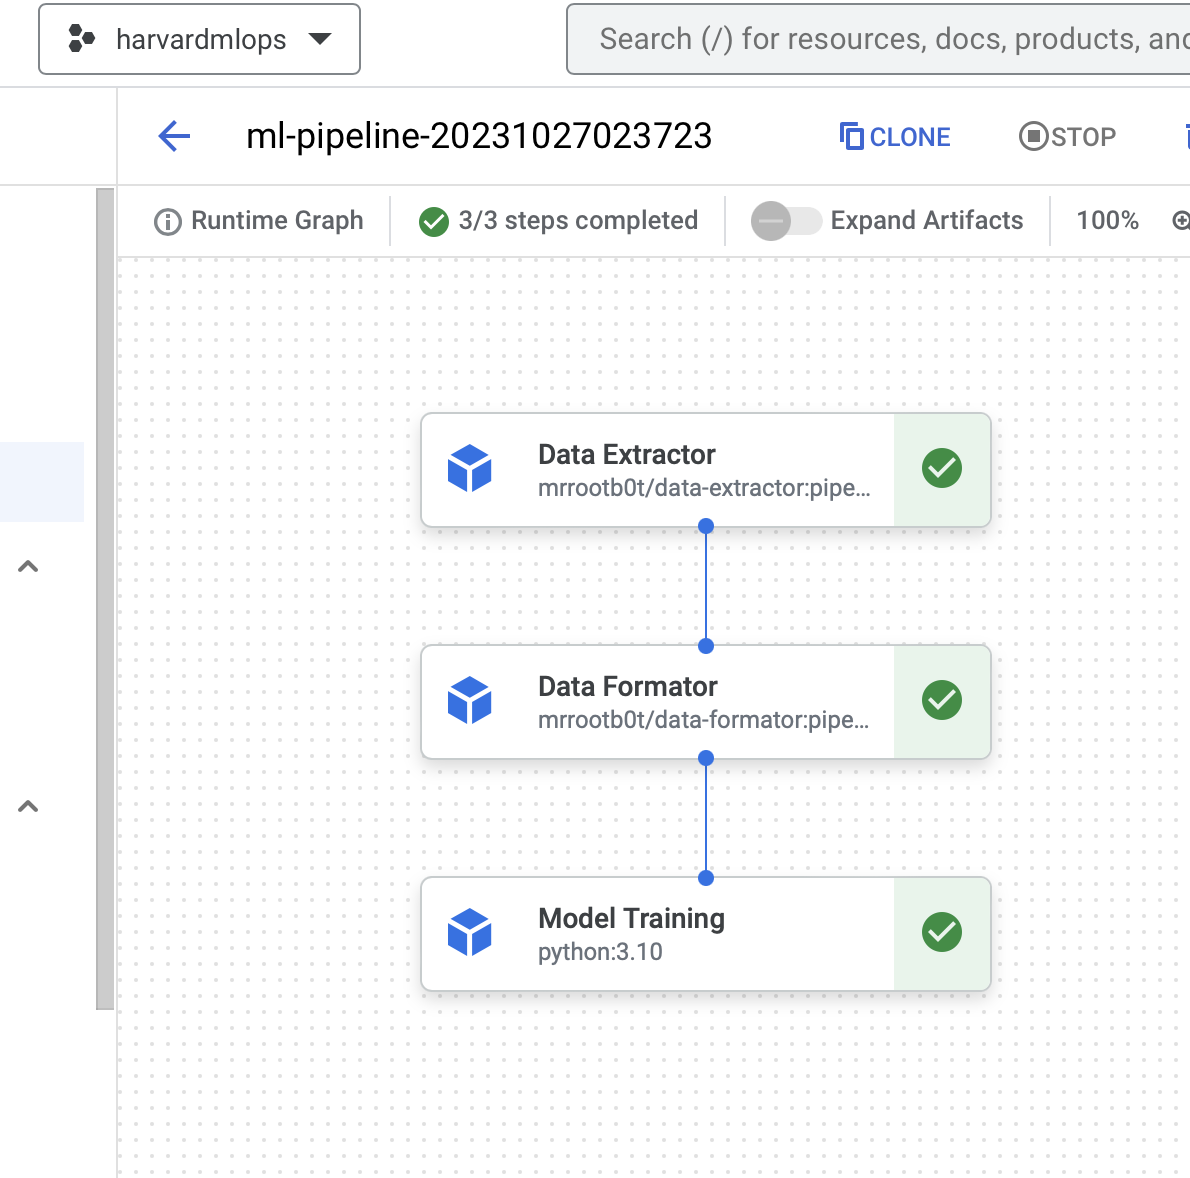 harvardmlops
Search (/) for resources, docs, products, and
ml-pipeline-20231027023723
CLONE
STOP
Runtime Graph
3/3 steps completed
Expand Artifacts
100%
Data Extractor
mrrootb0t/data-extractor:pipe...
Data Formator
mrrootb0t/data-formator:pipe...
Model Training
python:3.10